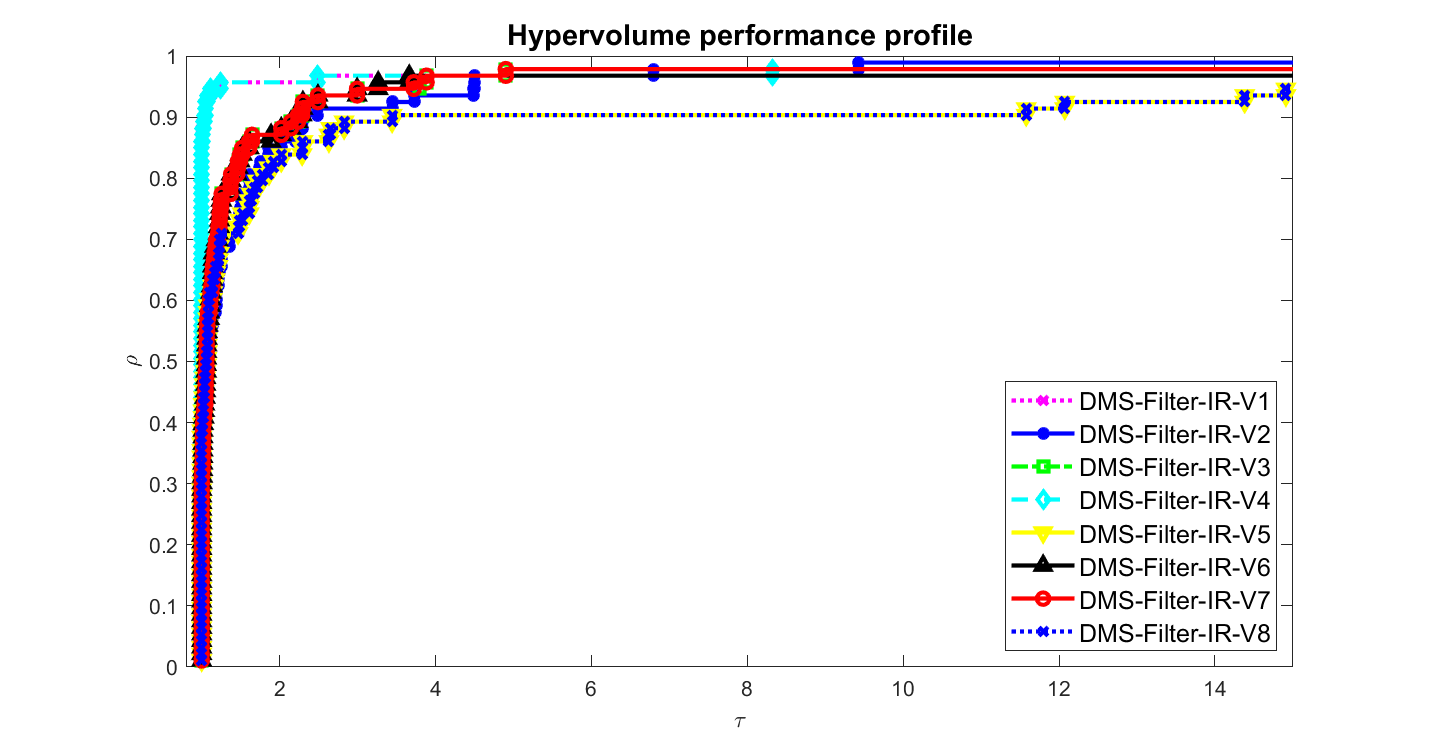 Hypervolume performance profile
1
0.9
0.8
0.7
0.6
0.5
0.4
0.3
0.2
0.1
0
ρ
2 4 6 8 10 12 14
τ
DMS-Filter-IR-V1
DMS-Filter-IR-V2
DMS-Filter-IR-V3
DMS-Filter-IR-V4
DMS-Filter-IR-V5
DMS-Filter-IR-V6
DMS-Filter-IR-V7
DMS-Filter-IR-V8